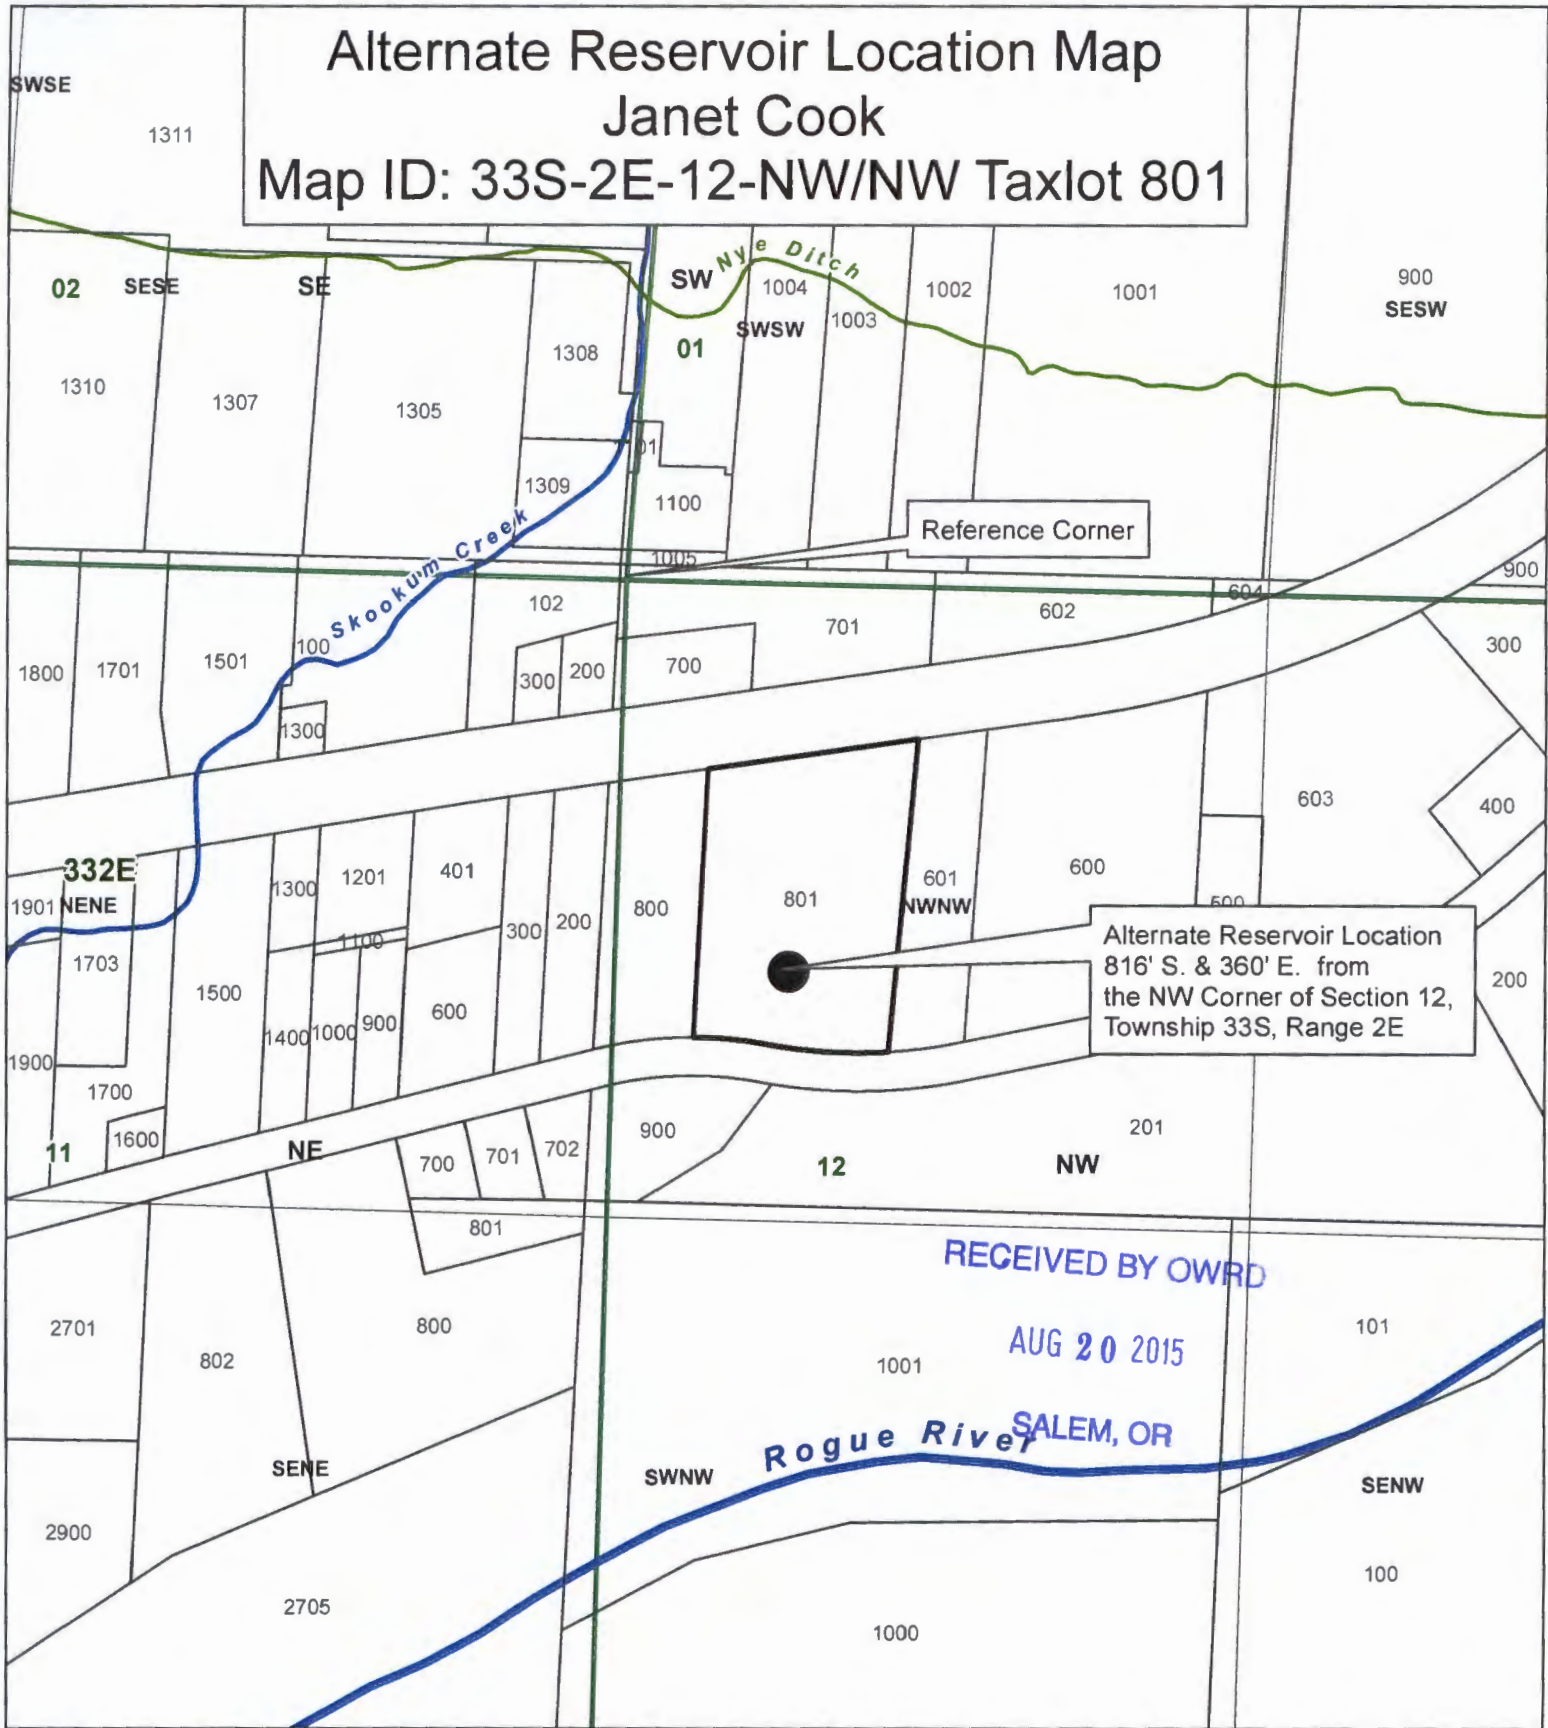 Alternate Reservoir Location Map
Janet Cook
Map ID: 33S-2E-12-NW/NW Taxlot 801
SWSE
1311
02
SESE
SE
SW
Nye Ditch
1004
1002
1001
900
SESW
1003
SWSW
01
1308
1310
1307
1305
1309
1100
Reference Corner
1005
Skookum Creek
900
604
102
701
602
300
1800
1701
1501
100
300
200
700
1300
603
400
332E
1901
NENE
1300
1201
401
800
801
601
NWNW
600
1703
1100
300
200
500
Alternate Reservoir Location
816' S. & 360' E. from
the NW Corner of Section 12,
Township 33S, Range 2E
200
1500
1400
1000
900
600
1900
1700
1600
11
NE
700
701
702
900
12
NW
201
801
RECEIVED BY OWRD
AUG 20 2015
SALEM, OR
2701
802
800
1001
101
Rogue River
SENE
SWNW
SENW
2900
2705
1000
100